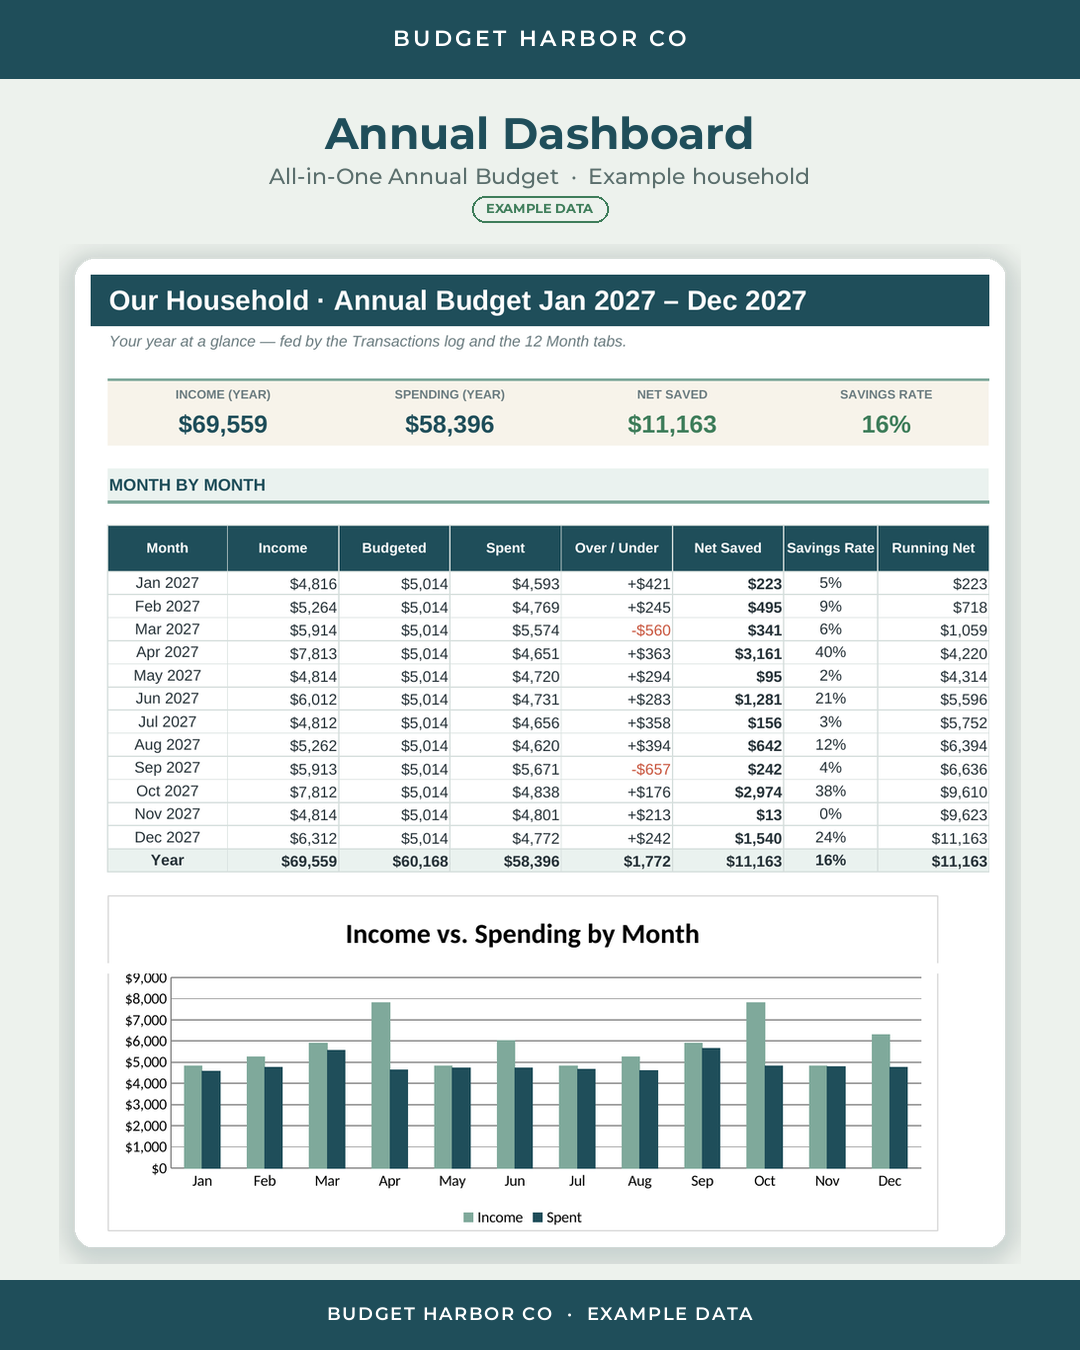 BUDGET HARBOR CO
Annual Dashboard
All-in-One Annual Budget · Example household
EXAMPLE DATA
Our Household · Annual Budget Jan 2027 – Dec 2027
Your year at a glance — fed by the Transactions log and the 12 Month tabs.
INCOME (YEAR) SPENDING (YEAR) NET SAVED SAVINGS RATE
$69,559 $58,396 $11,163 16%
MONTH BY MONTH
Month Income Budgeted Spent Over / Under Net Saved Savings Rate Running Net
Jan 2027 $4,816 $5,014 $4,593 +$421 $223 5% $223
Feb 2027 $5,264 $5,014 $4,769 +$245 $495 9% $718
Mar 2027 $5,914 $5,014 $5,574 -$560 $341 6% $1,059
Apr 2027 $7,813 $5,014 $4,651 +$363 $3,161 40% $4,220
May 2027 $4,814 $5,014 $4,720 +$294 $95 2% $4,314
Jun 2027 $6,012 $5,014 $4,731 +$283 $1,281 21% $5,596
Jul 2027 $4,812 $5,014 $4,656 +$358 $156 3% $5,752
Aug 2027 $5,262 $5,014 $4,620 +$394 $642 12% $6,394
Sep 2027 $5,913 $5,014 $5,671 -$657 $242 4% $6,636
Oct 2027 $7,812 $5,014 $4,838 +$176 $2,974 38% $9,610
Nov 2027 $4,814 $5,014 $4,801 +$213 $13 0% $9,623
Dec 2027 $6,312 $5,014 $4,772 +$242 $1,540 24% $11,163
Year $69,559 $60,168 $58,396 $1,772 $11,163 16% $11,163
Income vs. Spending by Month
$9,000
$8,000
$7,000
$6,000
$5,000
$4,000
$3,000
$2,000
$1,000
$0
Jan Feb Mar Apr May Jun Jul Aug Sep Oct Nov Dec
Income Spent
BUDGET HARBOR CO · EXAMPLE DATA